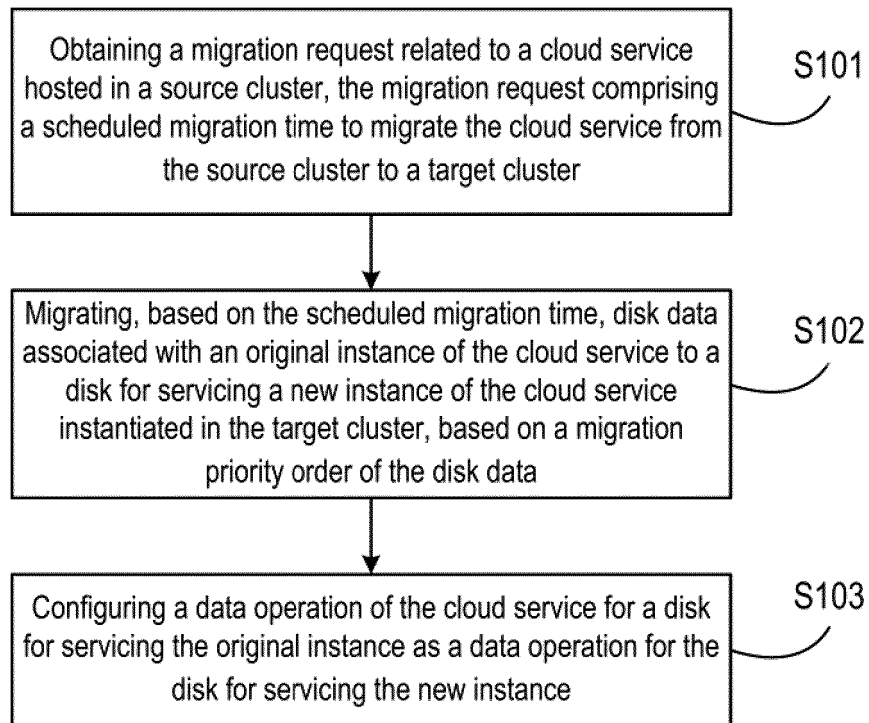 Obtaining a migration request related to a cloud service
hosted in a source cluster, the migration request comprising
a scheduled migration time to migrate the cloud service from
the source cluster to a target cluster
S101
Migrating, based on the scheduled migration time, disk data
associated with an original instance of the cloud service to a
disk for servicing a new instance of the cloud service
instantiated in the target cluster, based on a migration
priority order of the disk data
S102
Configuring a data operation of the cloud service for a disk
for servicing the original instance as a data operation for the
disk for servicing the new instance
S103